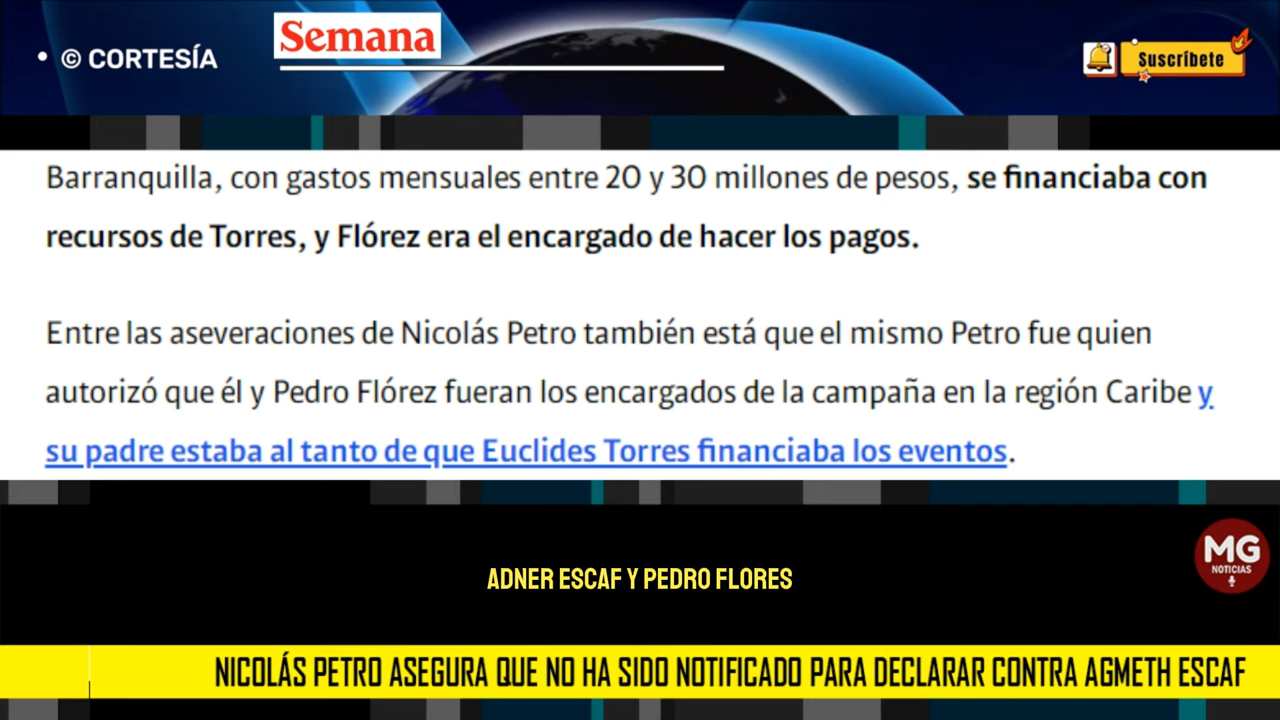 • © CORTESÍA
Semana
Suscríbete
Barranquilla, con gastos mensuales entre 20 y 30 millones de pesos, se financiaba con
recursos de Torres, y Flórez era el encargado de hacer los pagos.
Entre las aseveraciones de Nicolás Petro también está que el mismo Petro fue quien
autorizó que él y Pedro Flórez fueran los encargados de la campaña en la región Caribe y
su padre estaba al tanto de que Euclides Torres financiaba los eventos.
MG
NOTICIAS
ADNER ESCAF Y PEDRO FLORES
NICOLÁS PETRO ASEGURA QUE NO HA SIDO NOTIFICADO PARA DECLARAR CONTRA AGMETH ESCAF